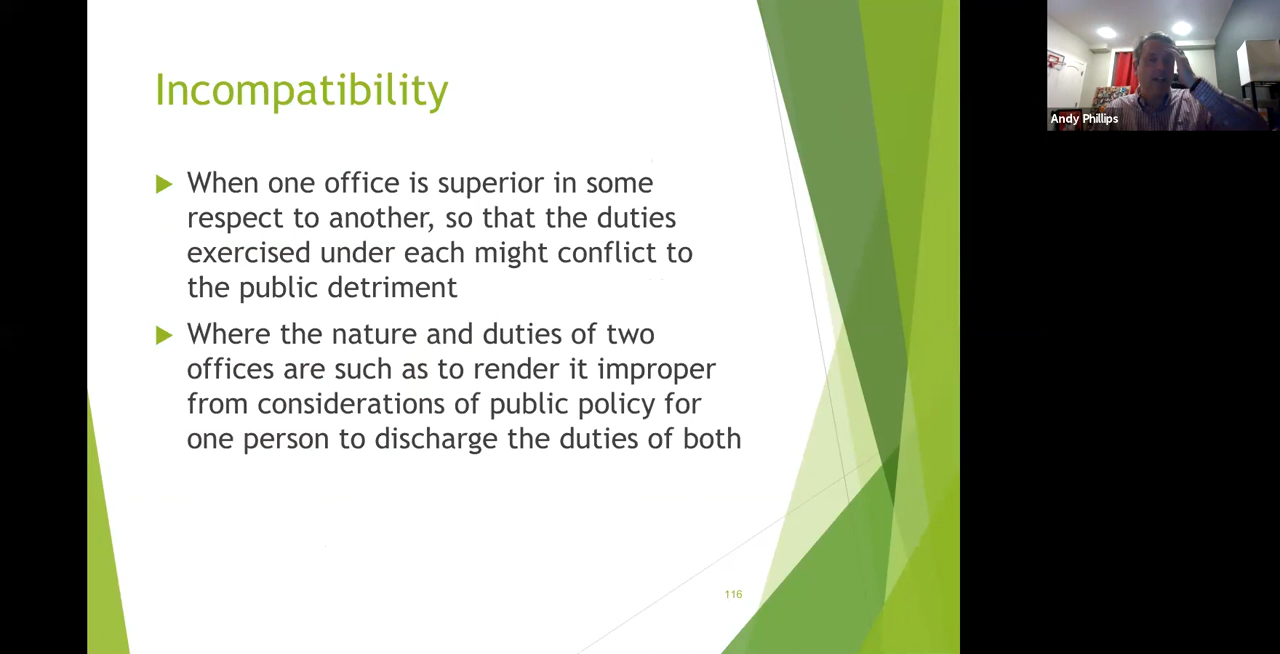 Incompatibility
When one office is superior in some
respect to another, so that the duties
exercised under each might conflict to
the public detriment
Where the nature and duties of two
offices are such as to render it improper
from considerations of public policy for
one person to discharge the duties of both
116
Andy Phillips